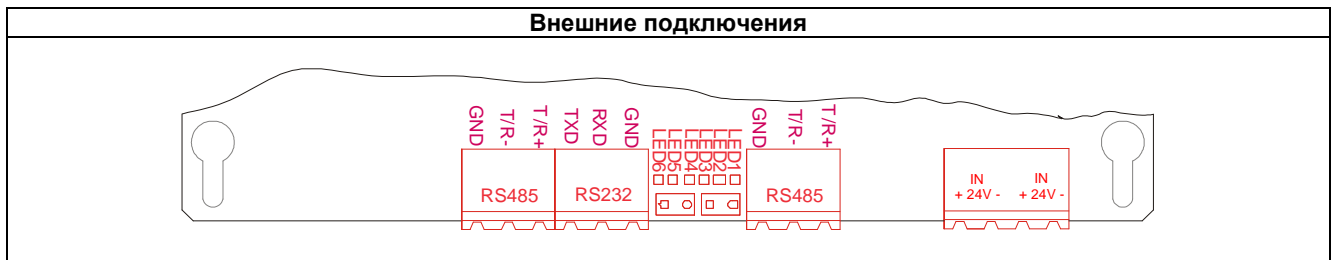 Внешние подключения
GND T/R- T/R+ TXD RXD GND LED6 LED5 LED4 LED3 LED2 LED1 GND T/R- T/R+
RS485 RS232 RS485
IN IN
+ 24V - + 24V -